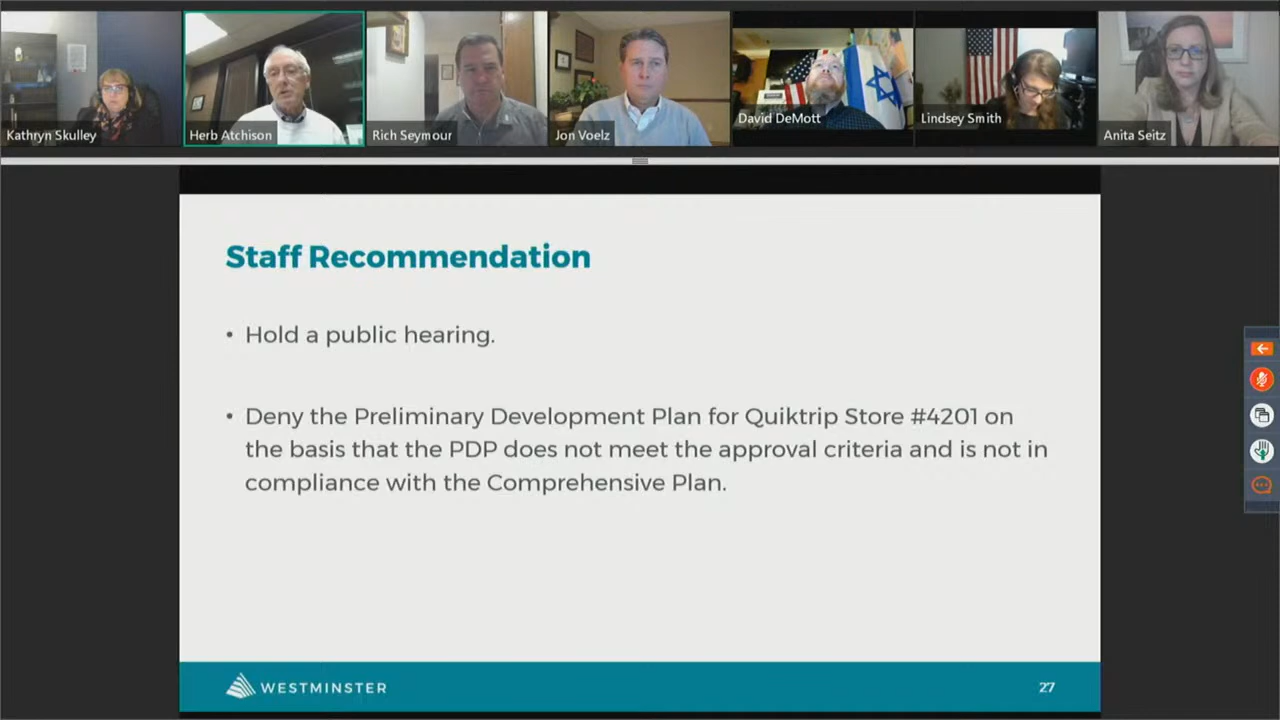 Kathryn Skulley
Herb Atchison
Rich Seymour
Jon Voelz
David DeMott
Lindsey Smith
Anita Seitz
Staff Recommendation
• Hold a public hearing.
• Deny the Preliminary Development Plan for Quiktrip Store #4201 on
the basis that the PDP does not meet the approval criteria and is not in
compliance with the Comprehensive Plan.
WESTMINSTER
27